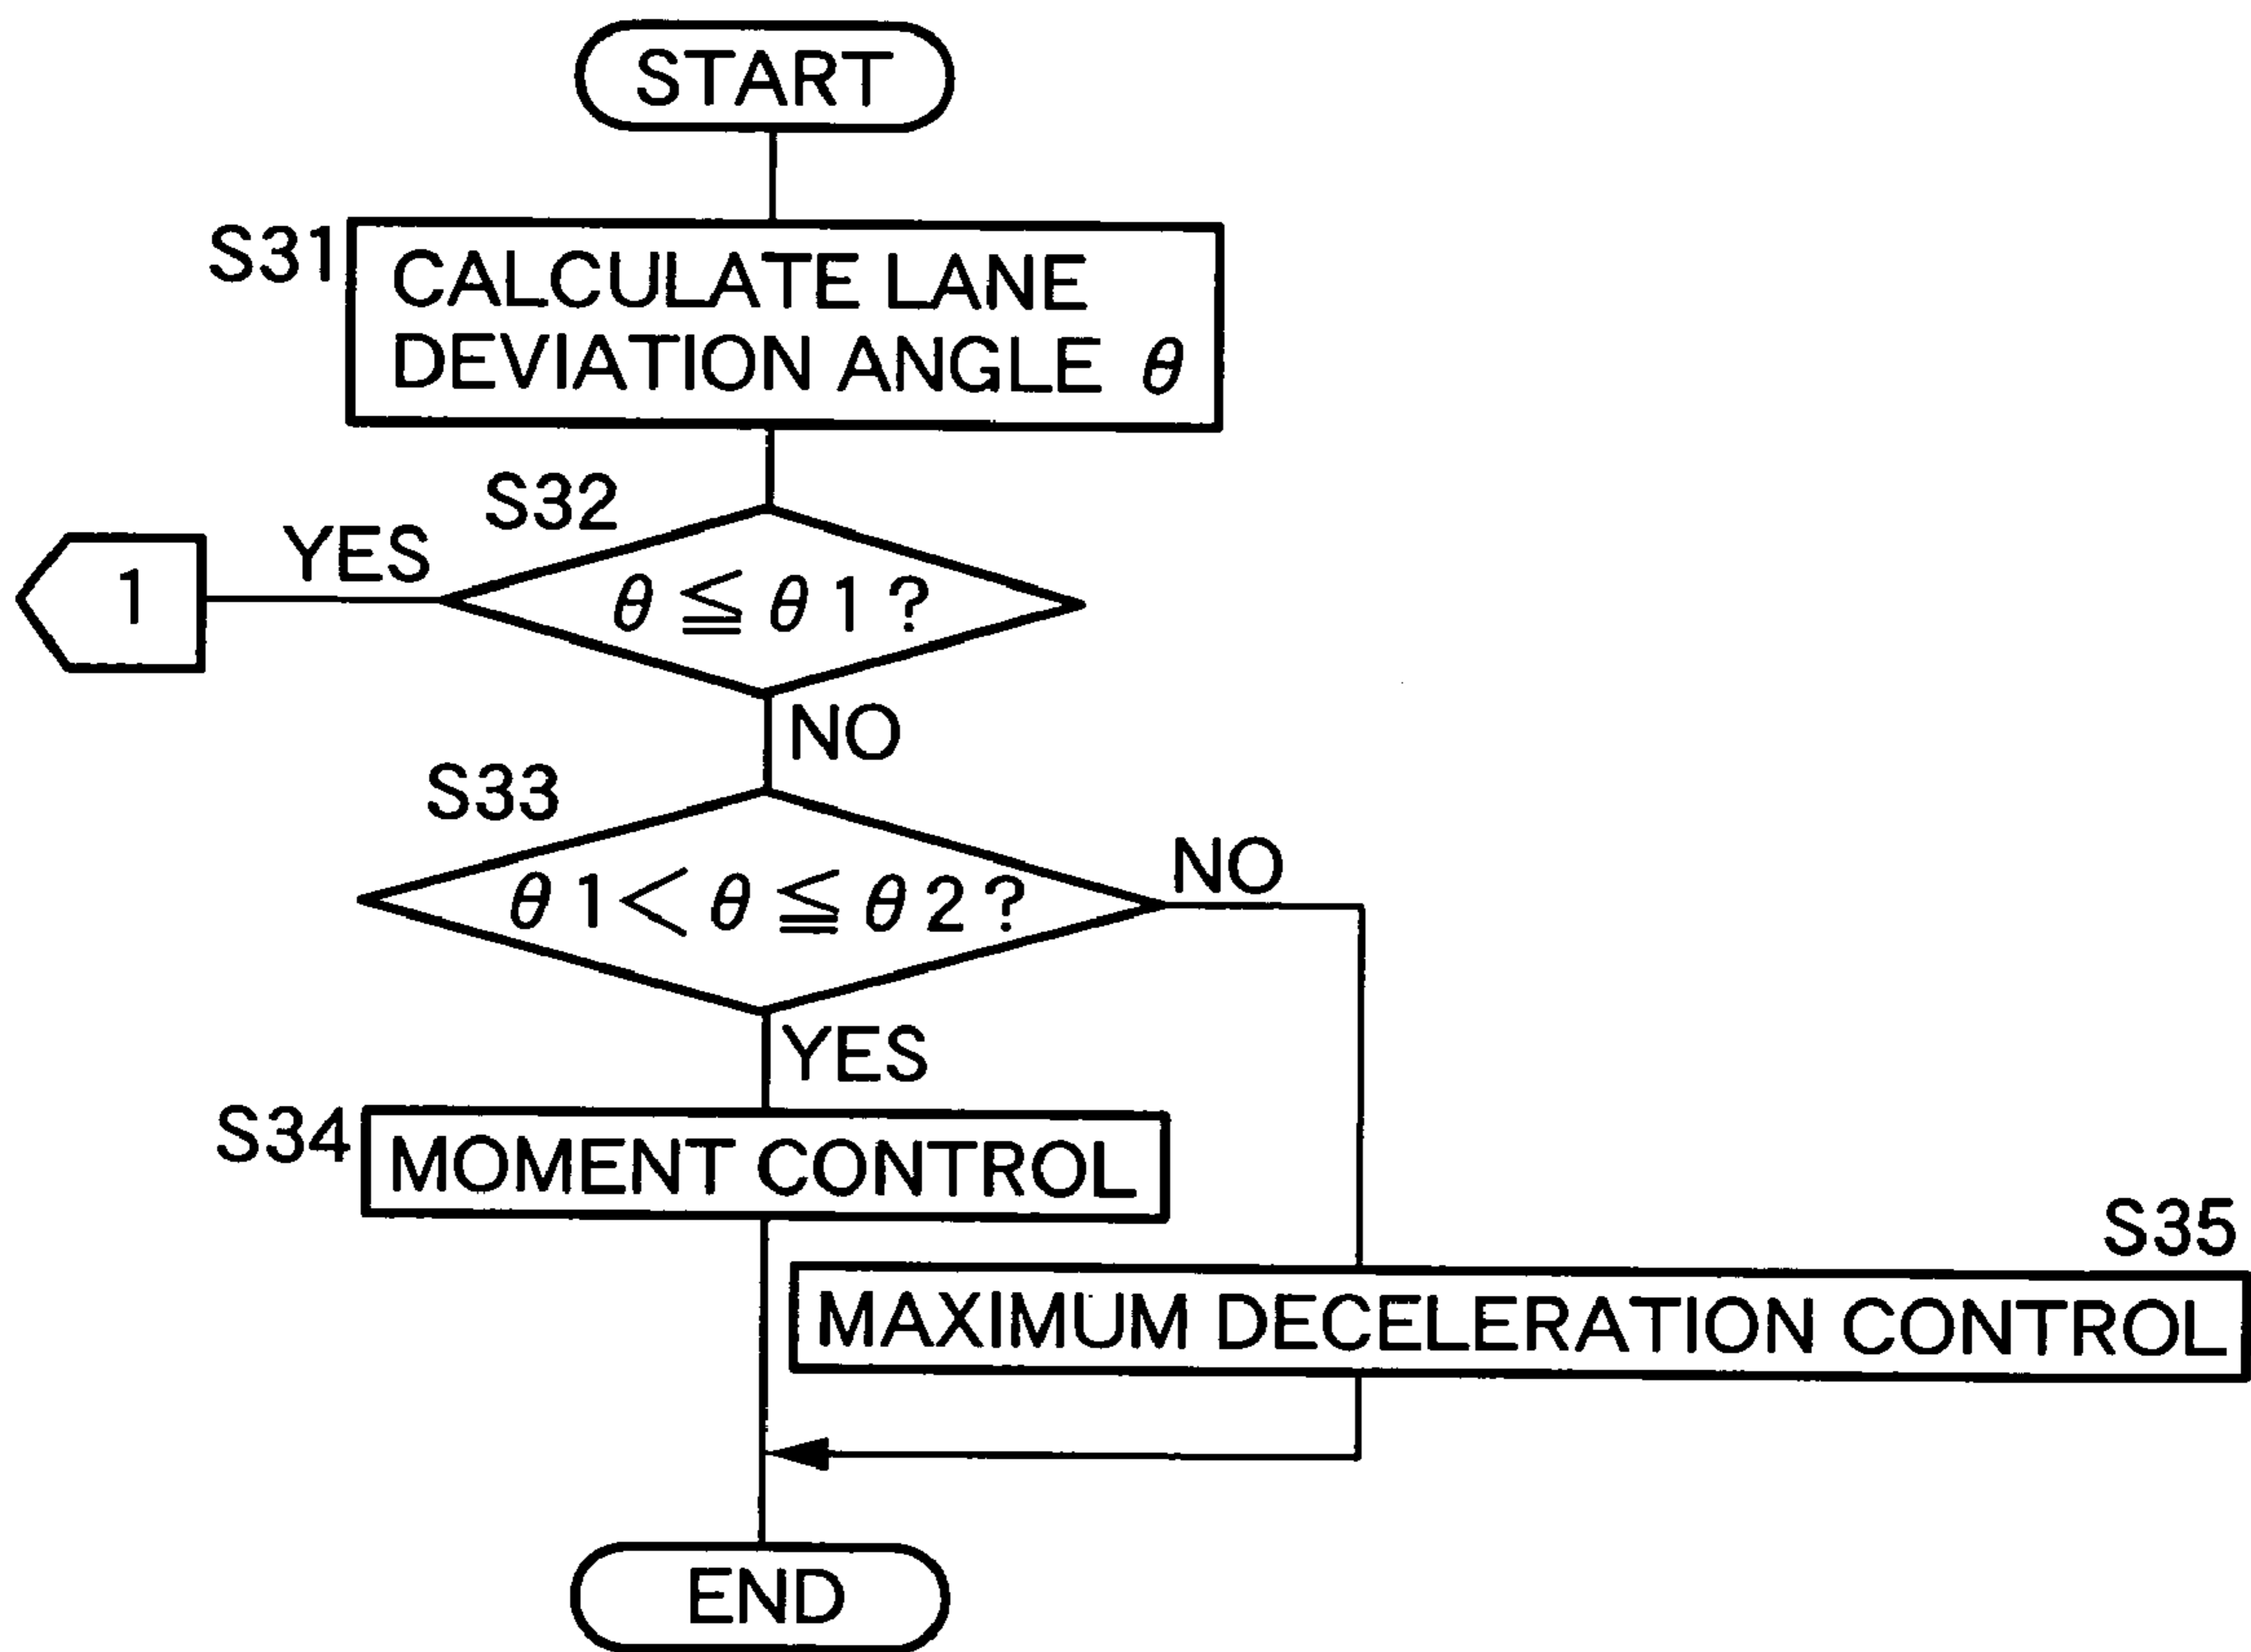 START
S31
CALCULATE LANE
DEVIATION ANGLE θ
S32
YES
1
θ ≦ θ1?
NO
S33
NO
θ1< θ ≦ θ2?
YES
S34
MOMENT CONTROL
S35
MAXIMUM DECELERATION CONTROL
END